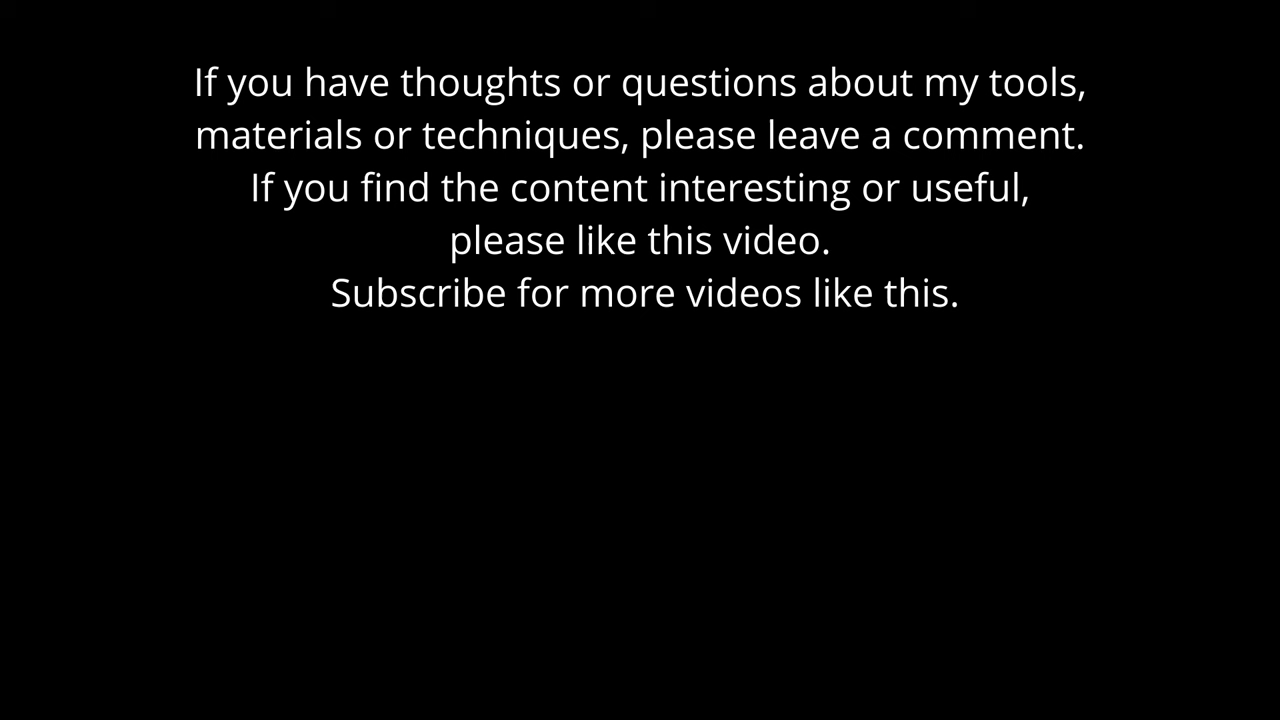 If you have thoughts or questions about my tools,
materials or techniques, please leave a comment.
If you find the content interesting or useful,
please like this video.
Subscribe for more videos like this.